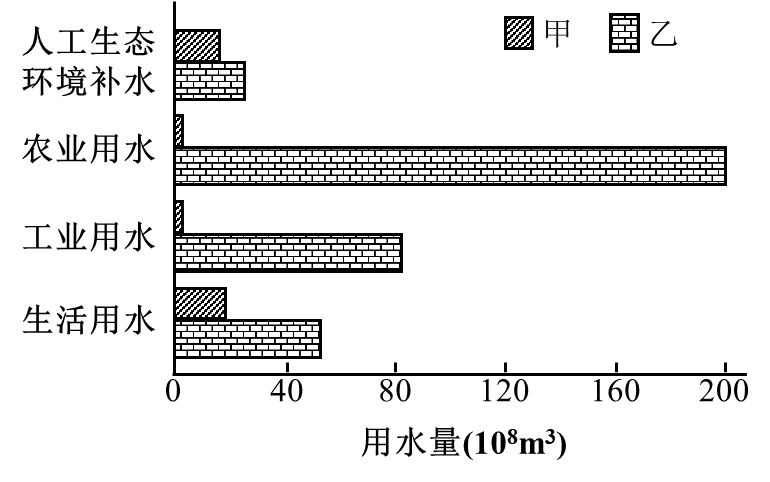 人工生态
环境补水
甲
乙
农业用水
工业用水
生活用水
0 40 80 120 160 200
用水量(10⁸m³)